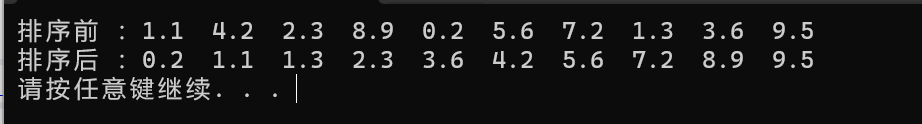 排序前 : 1.1  4.2  2.3  8.9  0.2  5.6  7.2  1.3  3.6  9.5
排序后 : 0.2  1.1  1.3  2.3  3.6  4.2  5.6  7.2  8.9  9.5
请按任意键继续. . .